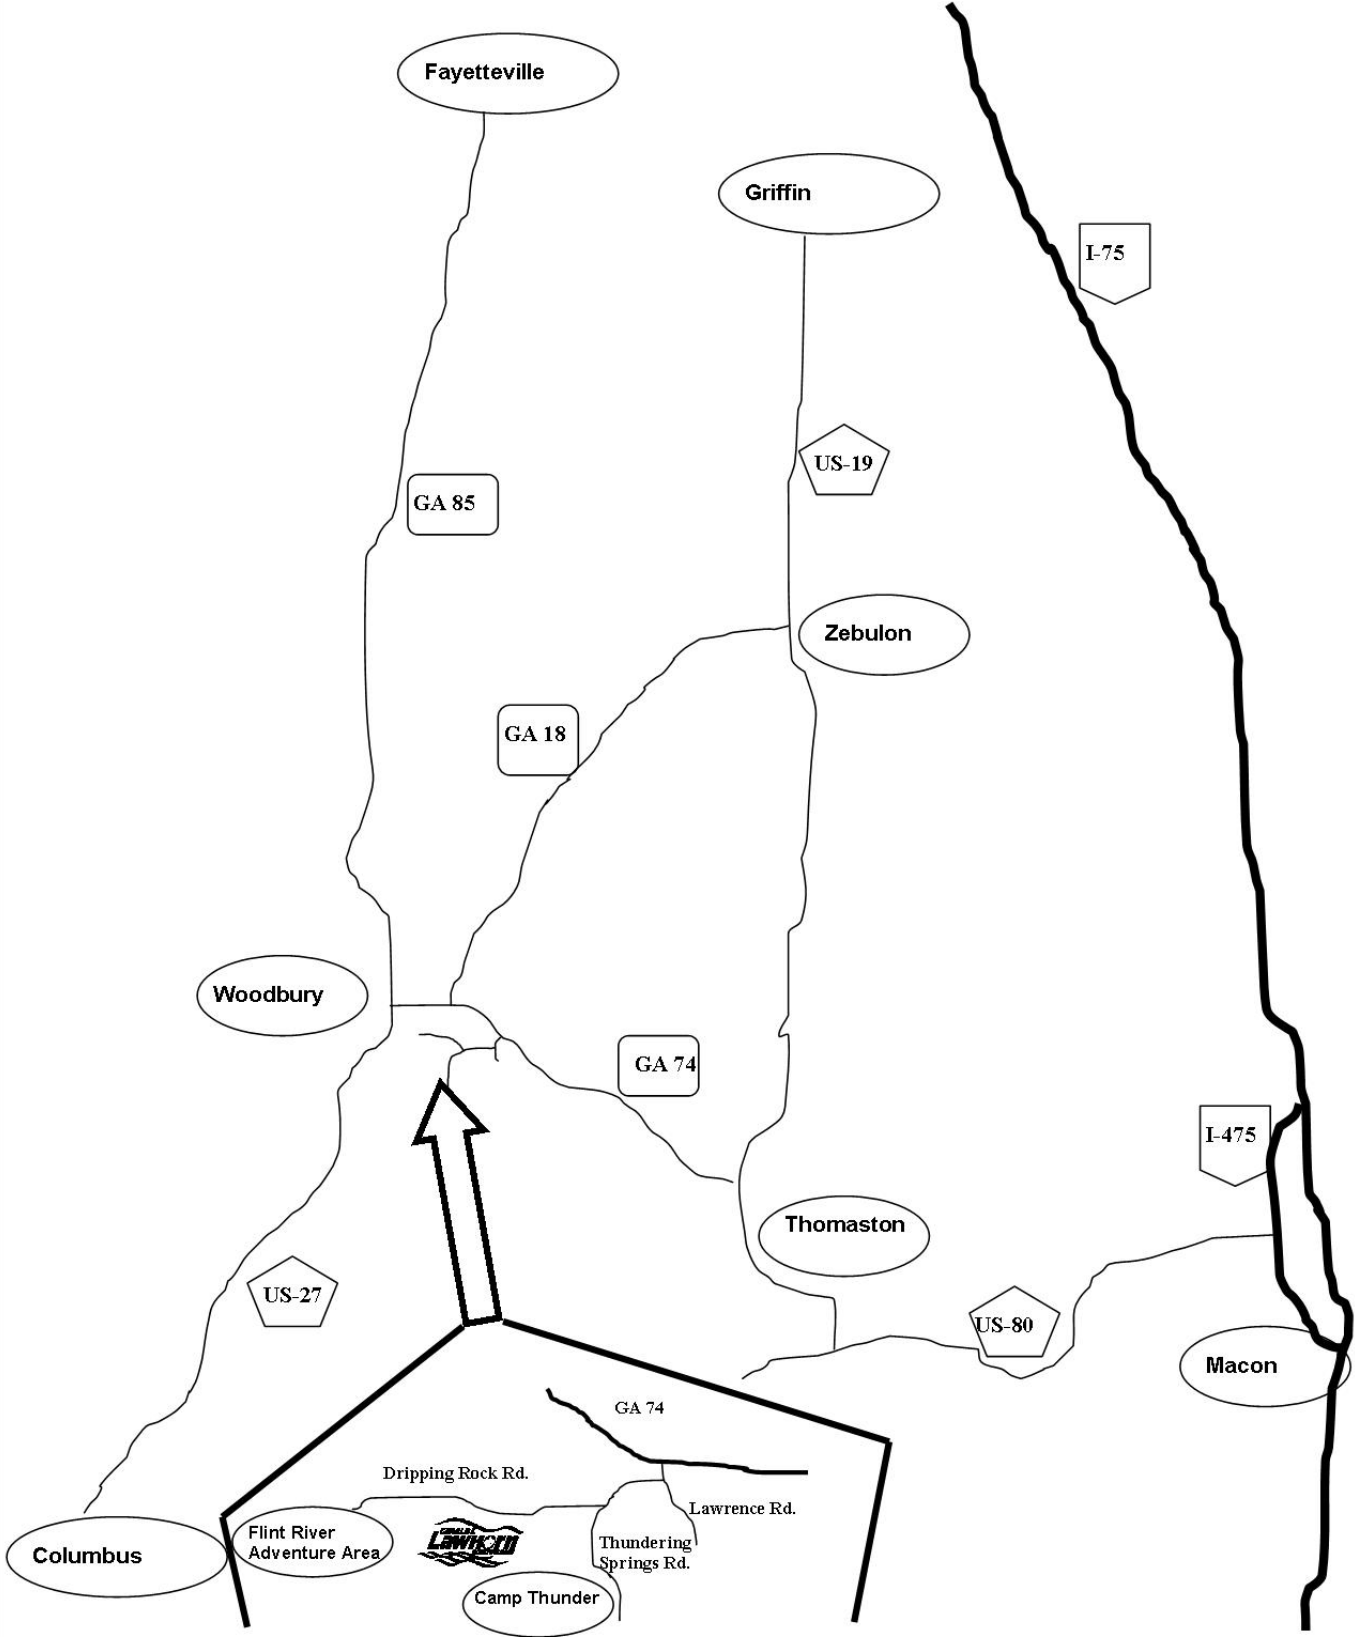 Fayetteville
Griffin
I-75
US-19
GA 85
Zebulon
GA 18
Woodbury
GA 74
I-475
Thomaston
US-27
US-80
Macon
GA 74
Dripping Rock Rd.
Lawrence Rd.
Flint River
Adventure Area
Lawhorn
Thundering
Springs Rd.
Columbus
Camp Thunder